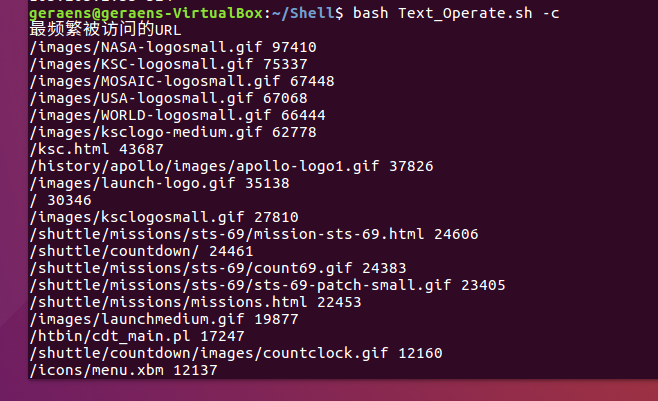 geraens@geraens-VirtualBox:~/Shell$ bash Text_Operate.sh -c
最频繁被访问的URL
/images/NASA-logosmall.gif 97410
/images/KSC-logosmall.gif 75337
/images/MOSAIC-logosmall.gif 67448
/images/USA-logosmall.gif 67068
/images/WORLD-logosmall.gif 66444
/images/ksclogo-medium.gif 62778
/ksc.html 43687
/history/apollo/images/apollo-logo1.gif 37826
/images/launch-logo.gif 35138
/ 30346
/images/ksclogosmall.gif 27810
/shuttle/missions/sts-69/mission-sts-69.html 24606
/shuttle/countdown/ 24461
/shuttle/missions/sts-69/count69.gif 24383
/shuttle/missions/sts-69/sts-69-patch-small.gif 23405
/shuttle/missions/missions.html 22453
/images/launchmedium.gif 19877
/htbin/cdt_main.pl 17247
/shuttle/countdown/images/countclock.gif 12160
/icons/menu.xbm 12137